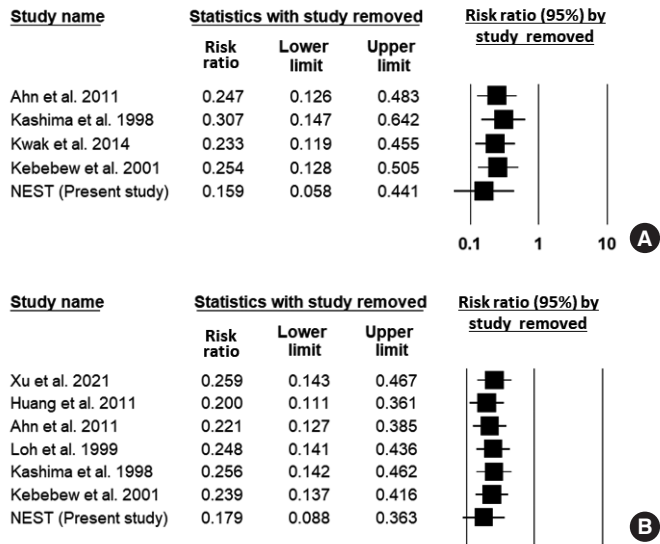 Study name Statistics with study removed Risk ratio (95%) by
study removed
Risk Lower Upper
ratio limit limit
Ahn et al. 2011 0.247 0.126 0.483
Kashima et al. 1998 0.307 0.147 0.642
Kwak et al. 2014 0.233 0.119 0.455
Kebebew et al. 2001 0.254 0.128 0.505
NEST (Present study) 0.159 0.058 0.441
0.1 1 10 A
Study name Statistics with study removed Risk ratio (95%) by
study removed
Risk Lower Upper
ratio limit limit
Xu et al. 2021 0.259 0.143 0.467
Huang et al. 2011 0.200 0.111 0.361
Ahn et al. 2011 0.221 0.127 0.385
Loh et al. 1999 0.248 0.141 0.436
Kashima et al. 1998 0.256 0.142 0.462
Kebebew et al. 2001 0.239 0.137 0.416
NEST (Present study) 0.179 0.088 0.363
B